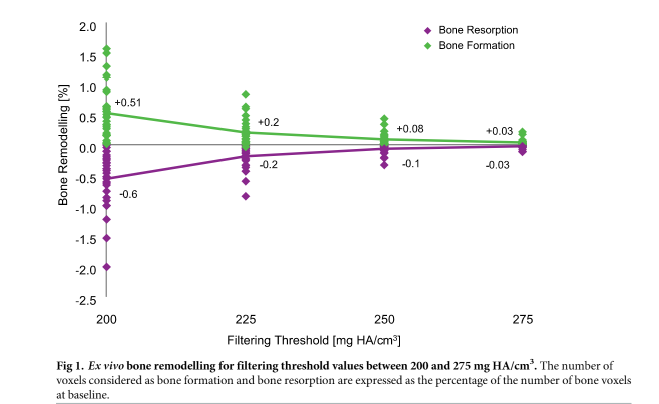 2.0
Bone Resorption
Bone Formation
1.5
1.0
+0.51
0.5
+0.2
+0.08
+0.03
0.0
-0.2
-0.1
-0.03
-0.5
-0.6
-1.0
-1.5
-2.0
-2.5
Bone Remodelling [%]
200 225 250 275
Filtering Threshold [mg HA/cm³]
Fig 1. Ex vivo bone remodelling for filtering threshold values between 200 and 275 mg HA/cm³. The number of
voxels considered as bone formation and bone resorption are expressed as the percentage of the number of bone voxels
at baseline.